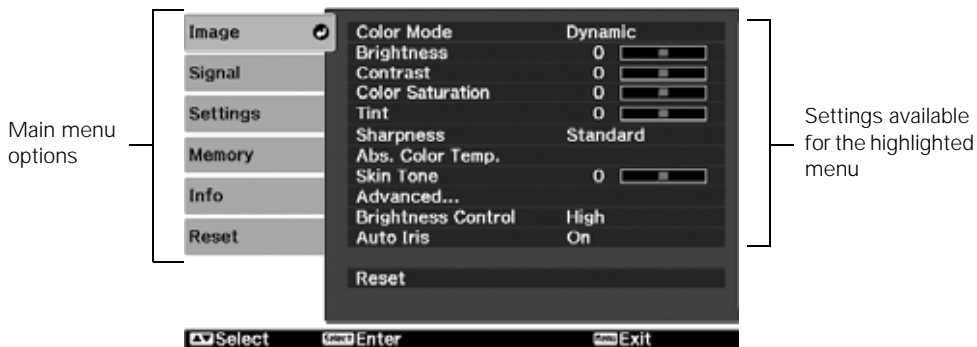 Main menu
options
Image
Signal
Settings
Memory
Info
Reset
Color Mode Dynamic
Brightness 0
Contrast 0
Color Saturation 0
Tint 0
Sharpness Standard
Abs. Color Temp.
Skin Tone 0
Advanced...
Brightness Control High
Auto Iris On
Reset
Settings available
for the highlighted
menu
Select Select Enter Menu Exit